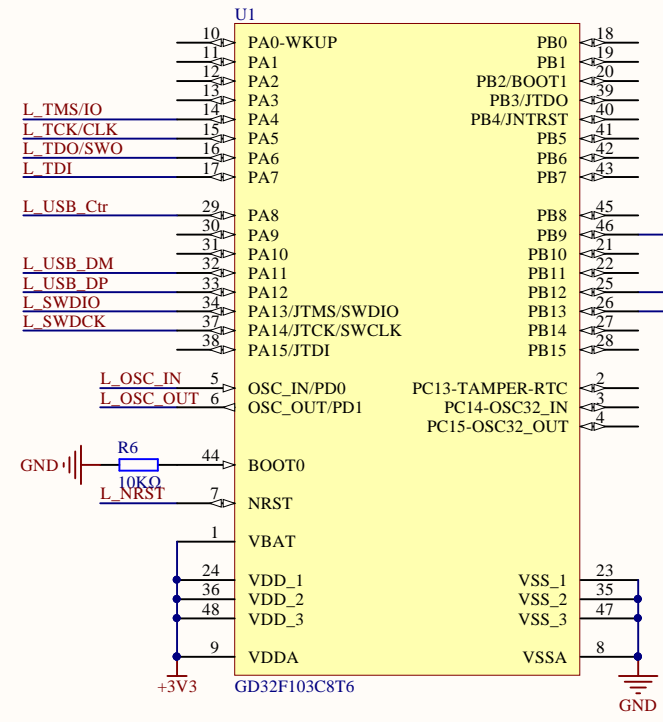 U1
10 PA0-WKUP PB0 18
11 PA1 PB1 19
12 PA2 PB2/BOOT1 20
13 PA3 PB3/JTDO 39
L_TMS/IO 14 PA4 PB4/JNTRST 40
L_TCK/CLK 15 PA5 PB5 41
L_TDO/SWO 16 PA6 PB6 42
L_TDI 17 PA7 PB7 43
L_USB_Ctr 29 PA8 PB8 45
30 PA9 PB9 46
31 PA10 PB10 21
L_USB_DM 32 PA11 PB11 22
L_USB_DP 33 PA12 PB12 25
L_SWDIO 34 PA13/JTMS/SWDIO PB13 26
L_SWDCK 37 PA14/JTCK/SWCLK PB14 27
38 PA15/JTDI PB15 28
L_OSC_IN 5 OSC_IN/PD0 PC13-TAMPER-RTC 2
L_OSC_OUT 6 OSC_OUT/PD1 PC14-OSC32_IN 3
PC15-OSC32_OUT 4
R6
GND 44 BOOT0
10KΩ
L_NRST 7 NRST
1 VBAT
24 VDD_1 VSS_1 23
36 VDD_2 VSS_2 35
48 VDD_3 VSS_3 47
9 VDDA VSSA 8
+3V3 GD32F103C8T6
GND